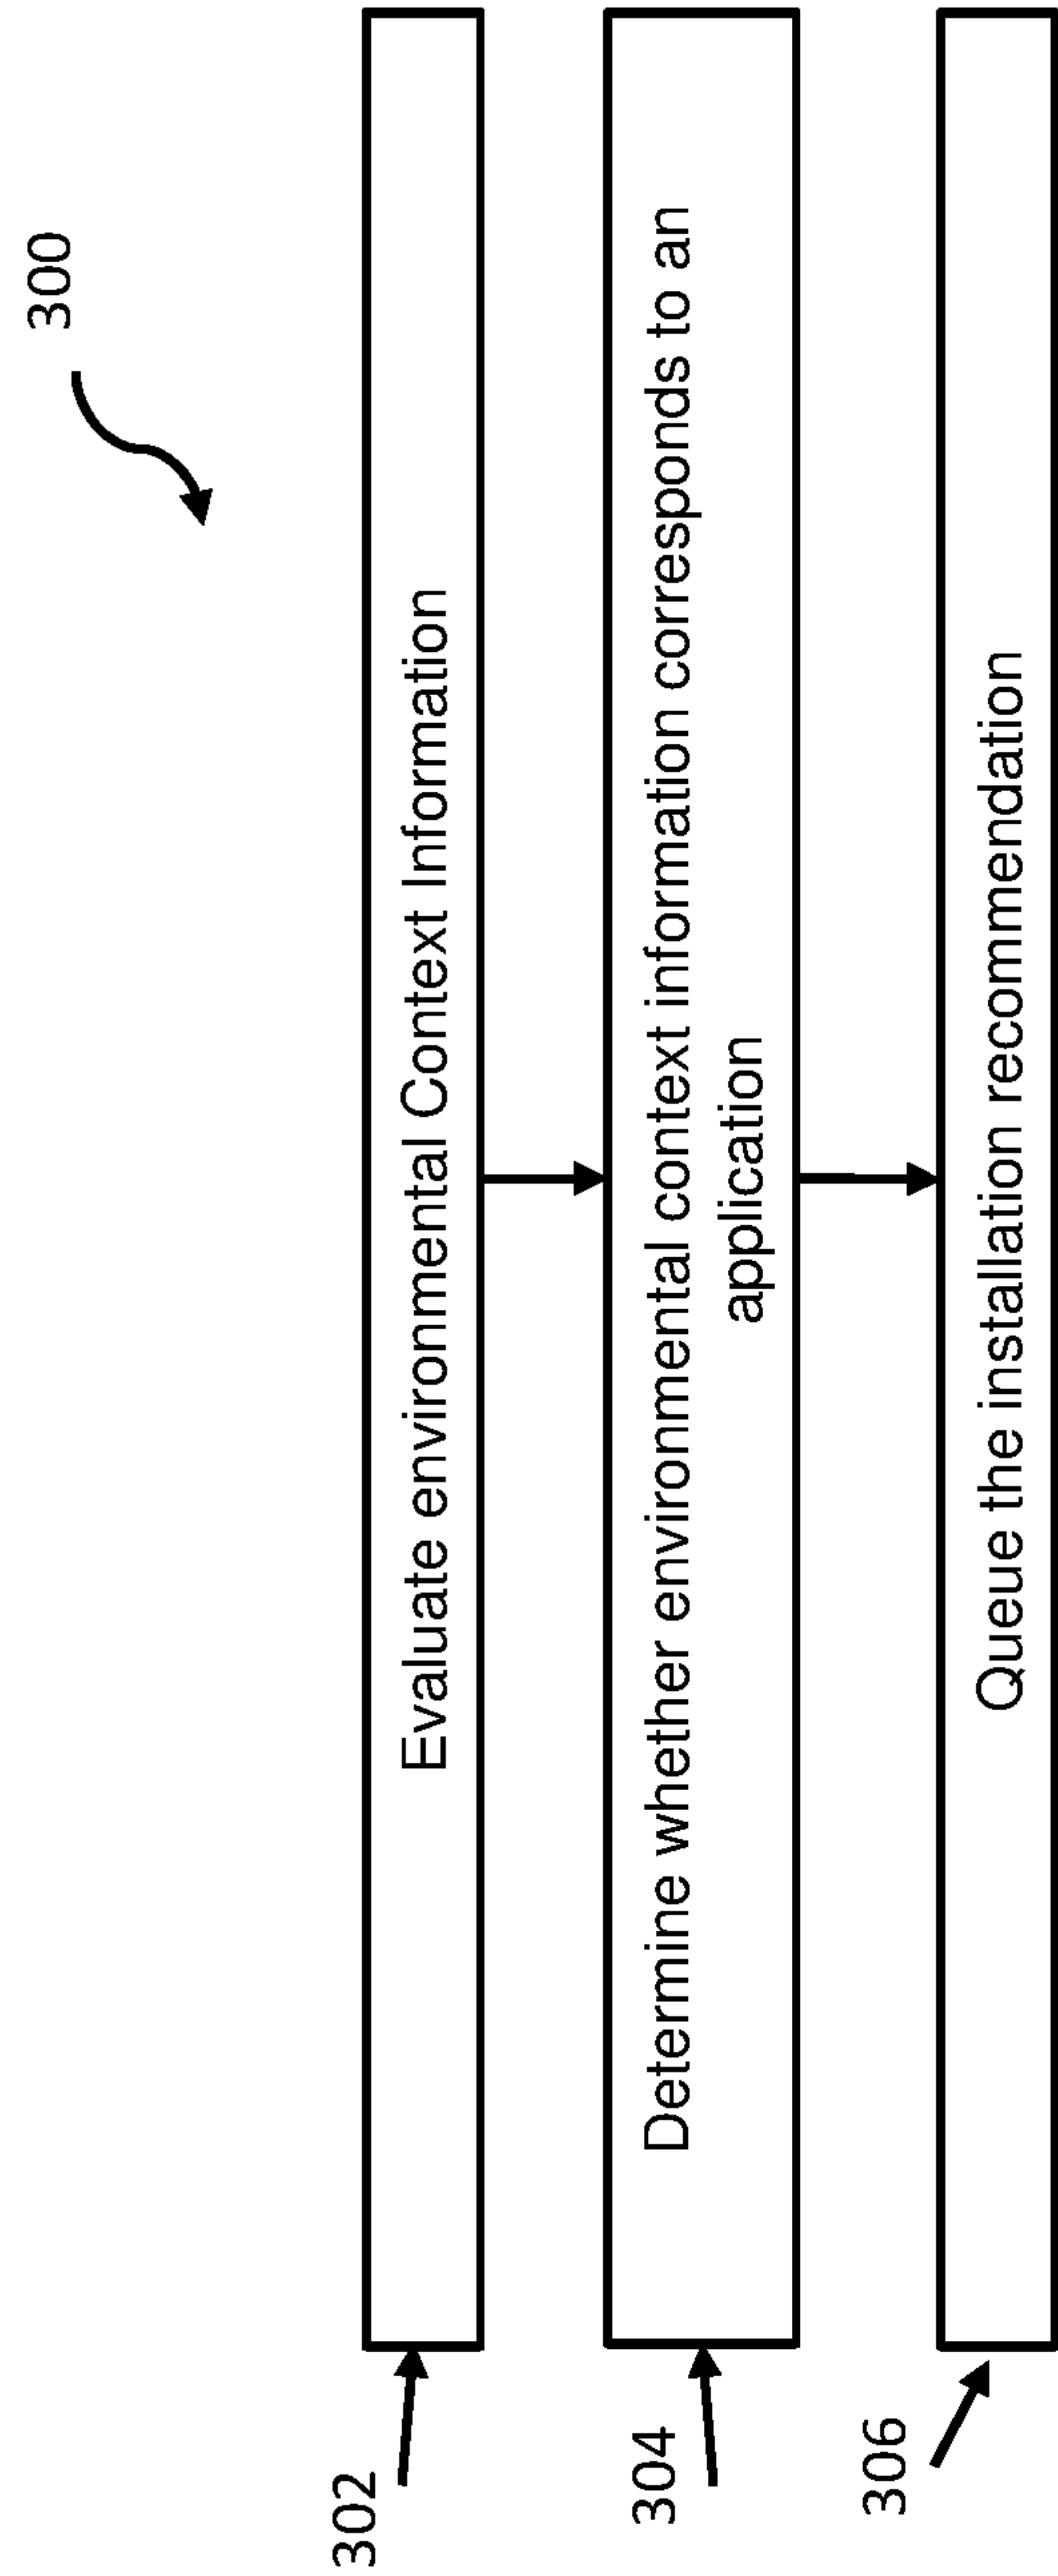 300
302
Evaluate environmental Context Information
304
Determine whether environmental context information corresponds to an
application
306
Queue the installation recommendation